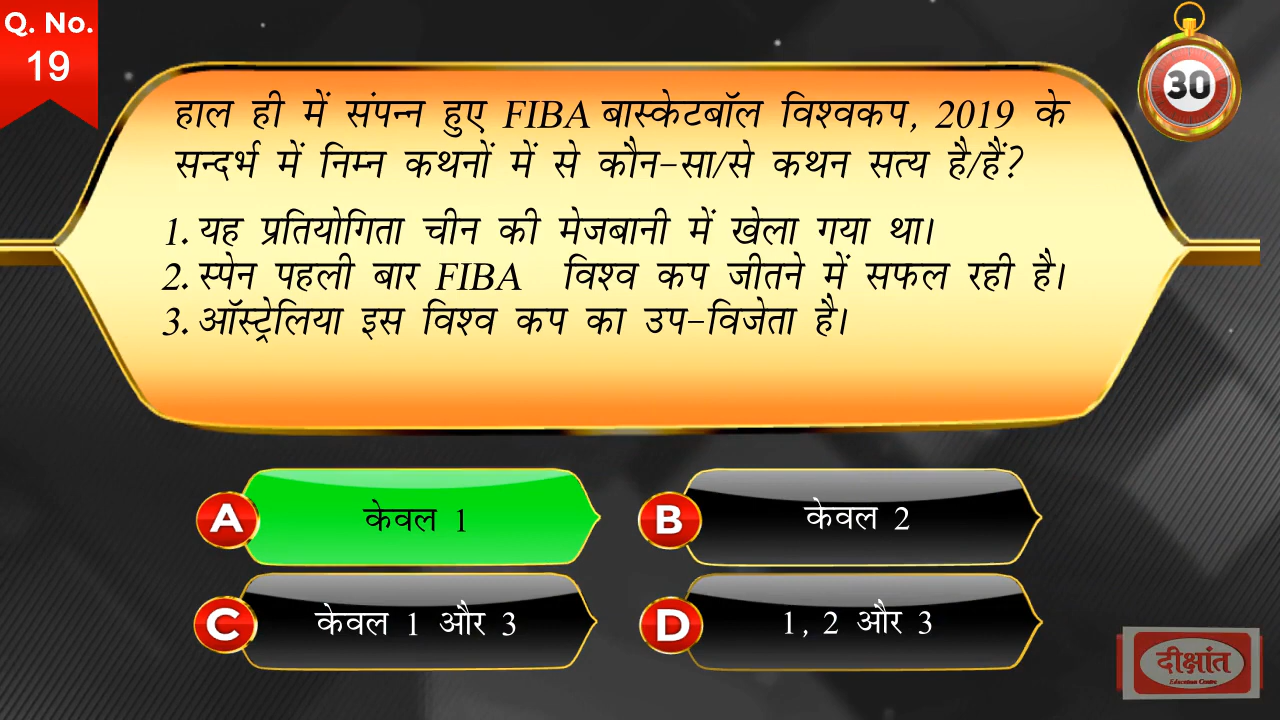 Q. No.
19
30
हाल ही में संपन्न हुए FIBA बास्केटबॉल विश्वकप, 2019 के
सन्दर्भ में निम्न कथनों में से कौन-सा/से कथन सत्य है/हैं?
1. यह प्रतियोगिता चीन की मेजबानी में खेला गया था।
2. स्पेन पहली बार FIBA विश्व कप जीतने में सफल रही है।
3. ऑस्ट्रेलिया इस विश्व कप का उप-विजेता है।
A केवल 1
B केवल 2
C केवल 1 और 3
D 1, 2 और 3
दीक्षांत
Education Centre